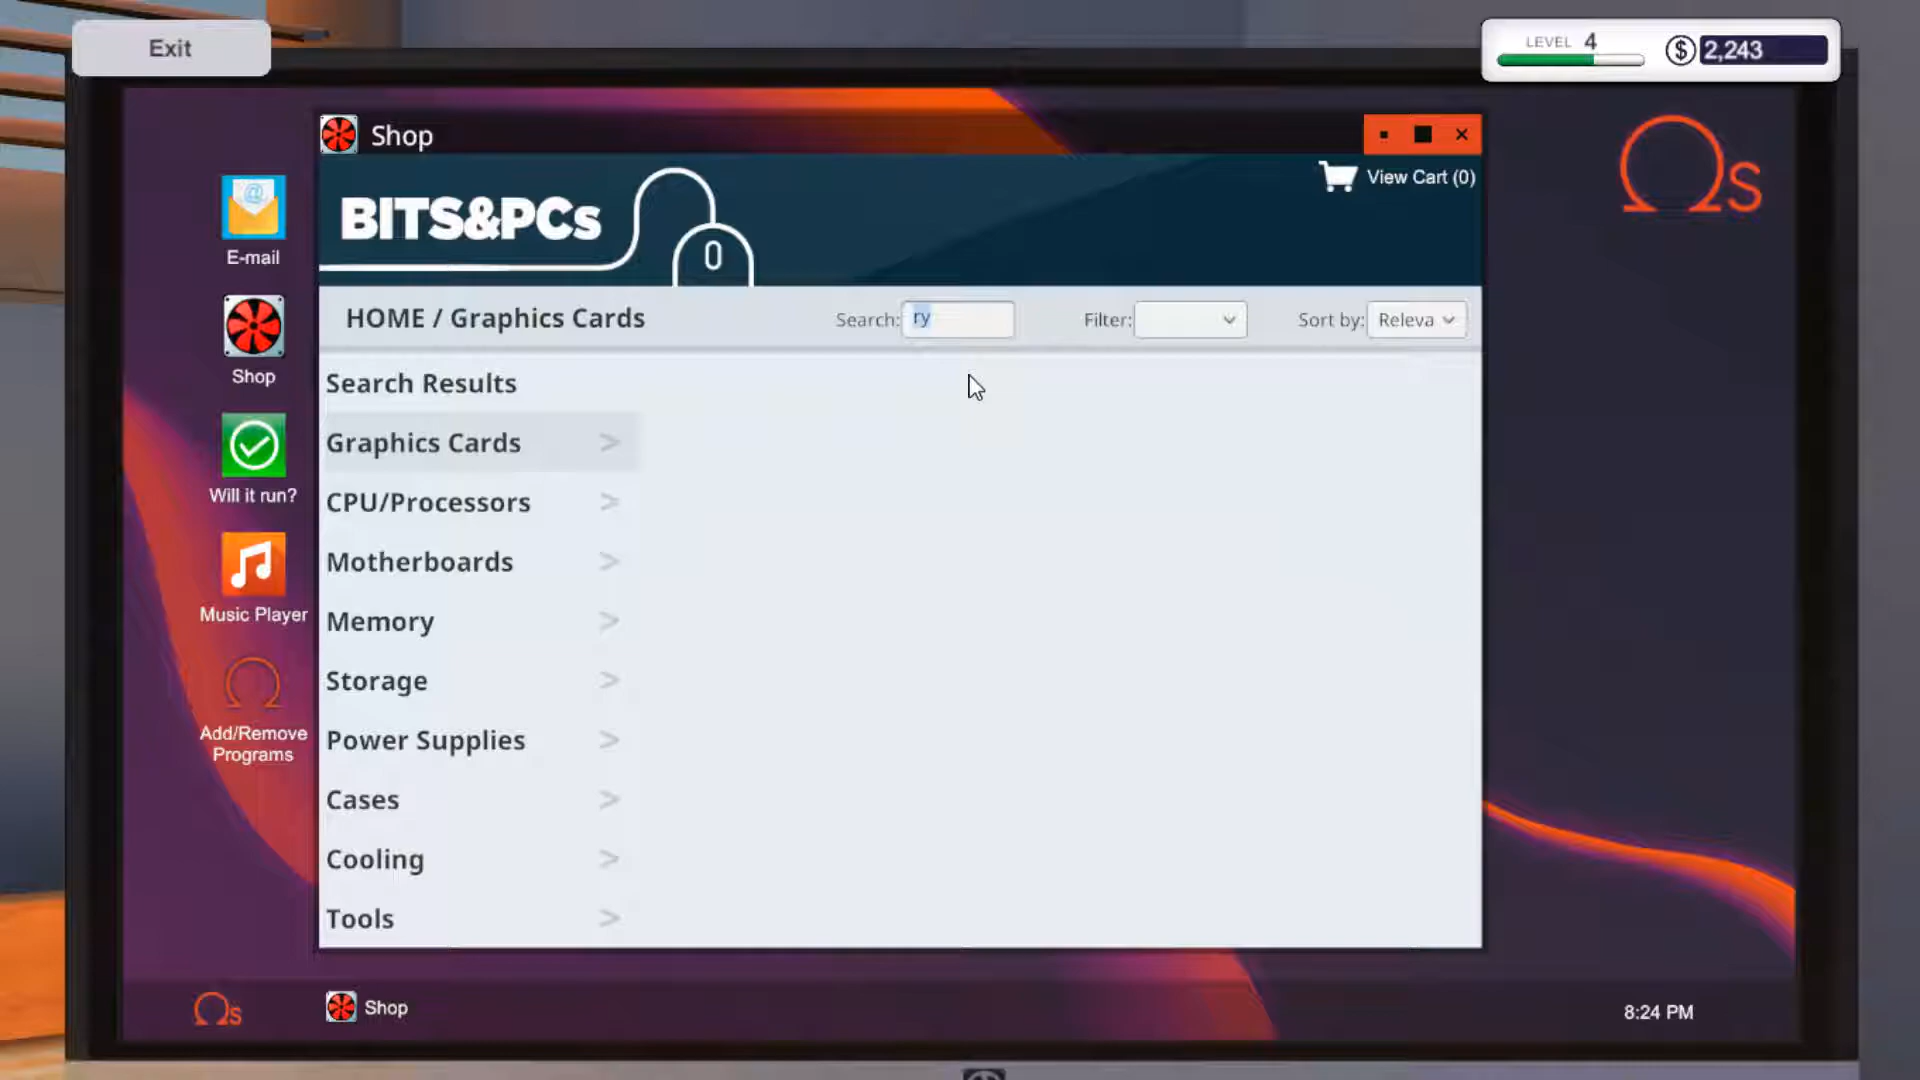 Exit
LEVEL 4
$ 2,243
Shop
View Cart (0)
BITS&PCs
Ωs
E-mail
HOME / Graphics Cards
Search: ry
Filter:
Sort by: Releva
Shop
Search Results
Graphics Cards >
Will it run?
CPU/Processors >
Motherboards >
Music Player
Memory >
Storage >
Add/Remove
Programs
Power Supplies >
Cases >
Cooling >
Tools >
Ωs
Shop
8:24 PM